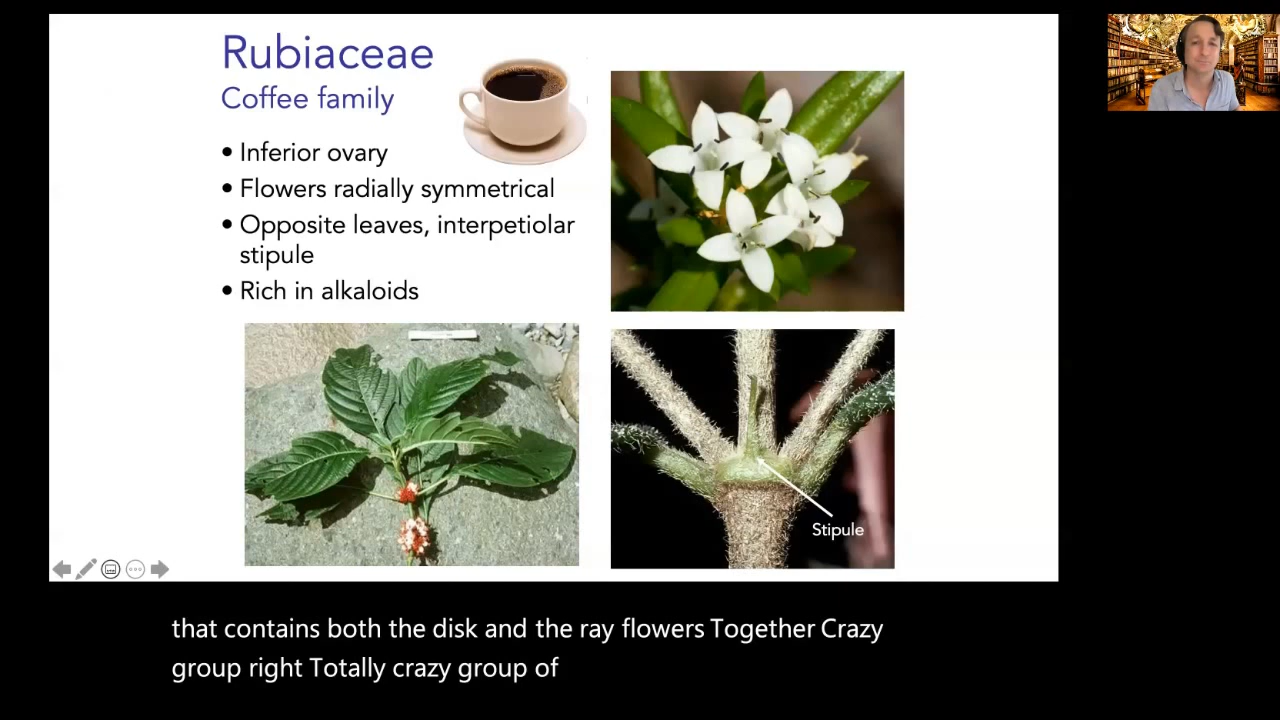 Rubiaceae
Coffee family
• Inferior ovary
• Flowers radially symmetrical
• Opposite leaves, interpetiolar
stipule
• Rich in alkaloids
Stipule
that contains both the disk and the ray flowers Together Crazy
group right Totally crazy group of